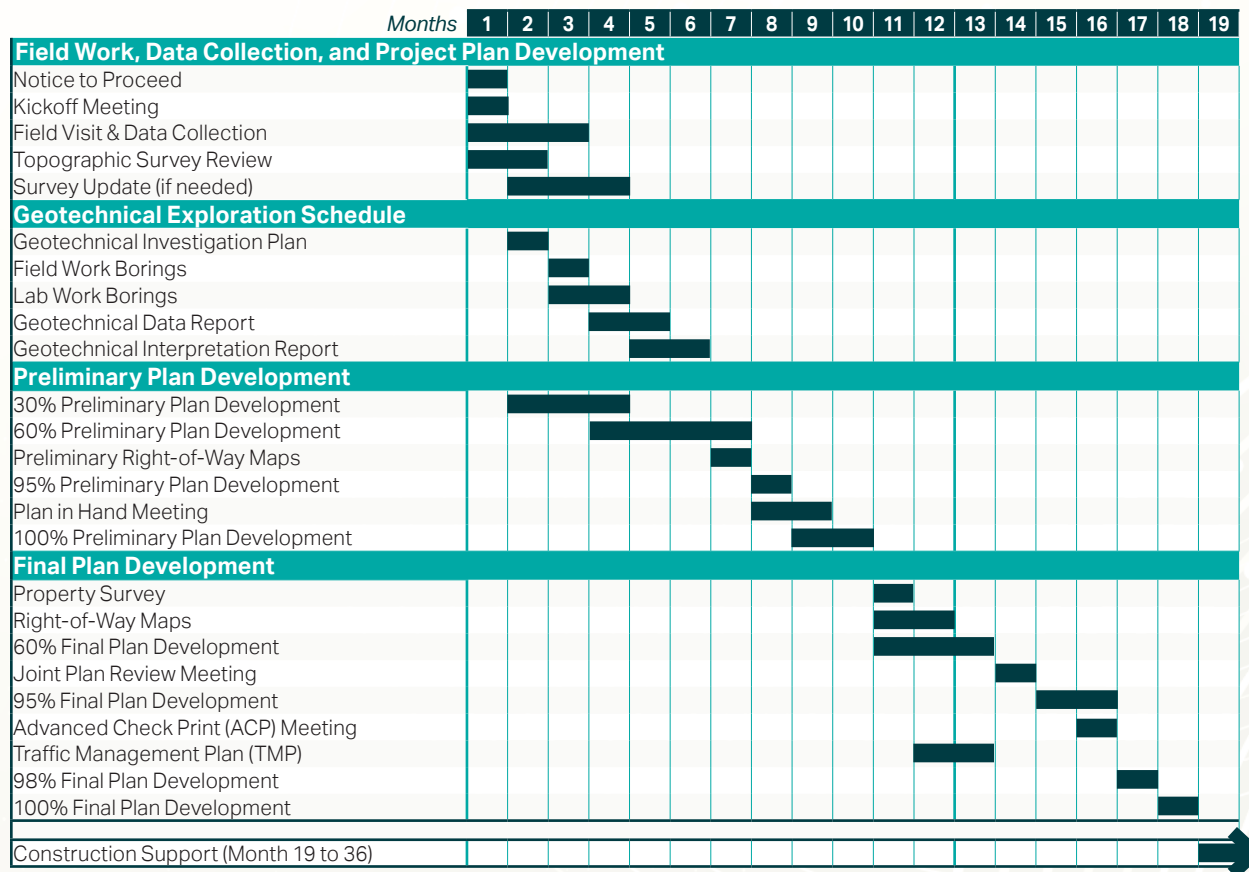 Months 1 2 3 4 5 6 7 8 9 10 11 12 13 14 15 16 17 18 19
Field Work, Data Collection, and Project Plan Development
Notice to Proceed
Kickoff Meeting
Field Visit & Data Collection
Topographic Survey Review
Survey Update (if needed)
Geotechnical Exploration Schedule
Geotechnical Investigation Plan
Field Work Borings
Lab Work Borings
Geotechnical Data Report
Geotechnical Interpretation Report
Preliminary Plan Development
30% Preliminary Plan Development
60% Preliminary Plan Development
Preliminary Right-of-Way Maps
95% Preliminary Plan Development
Plan in Hand Meeting
100% Preliminary Plan Development
Final Plan Development
Property Survey
Right-of-Way Maps
60% Final Plan Development
Joint Plan Review Meeting
95% Final Plan Development
Advanced Check Print (ACP) Meeting
Traffic Management Plan (TMP)
98% Final Plan Development
100% Final Plan Development
Construction Support (Month 19 to 36)